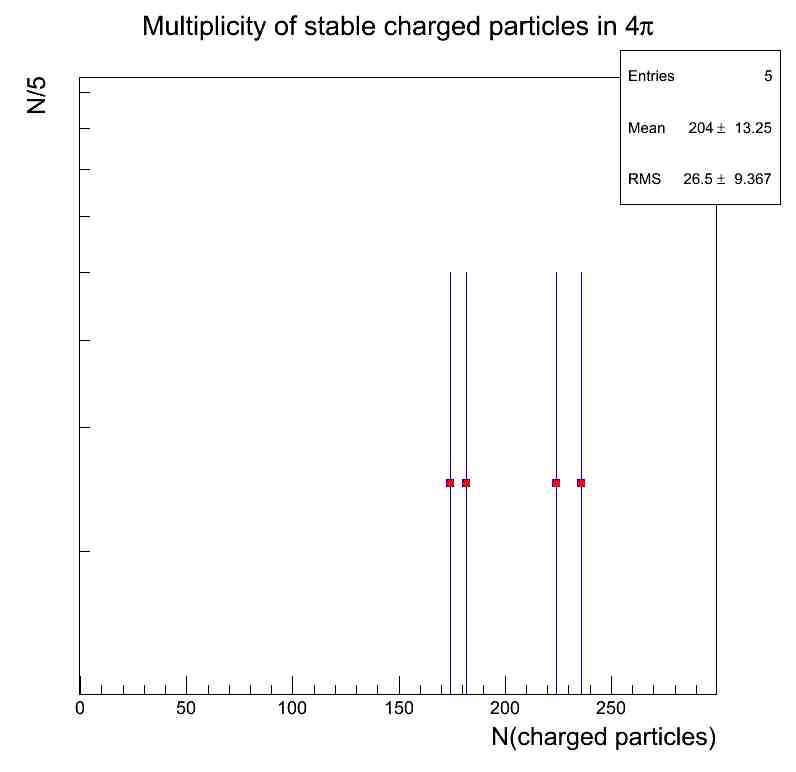 Multiplicity of stable charged particles in 4π
N/5
Entries 5
Mean 204 ± 13.25
RMS 26.5 ± 9.367
0 50 100 150 200 250
N(charged particles)